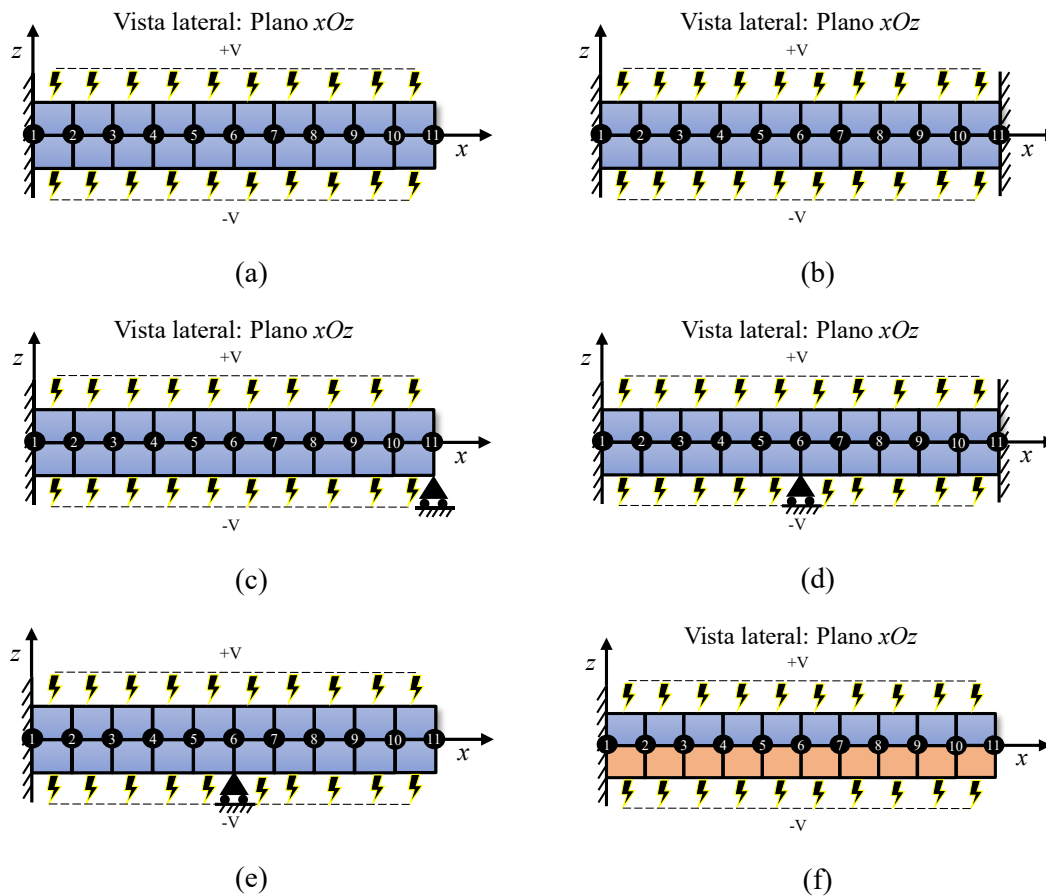 Vista lateral: Plano xOz
+V
z
1 2 3 4 5 6 7 8 9 10 11
x
-V
(a)
Vista lateral: Plano xOz
+V
z
1 2 3 4 5 6 7 8 9 10 11
x
-V
(b)
Vista lateral: Plano xOz
+V
z
1 2 3 4 5 6 7 8 9 10 11
x
-V
(c)
Vista lateral: Plano xOz
+V
z
1 2 3 4 5 6 7 8 9 10 11
x
-V
(d)
+V
z
1 2 3 4 5 6 7 8 9 10 11
x
-V
(e)
Vista lateral: Plano xOz
+V
z
1 2 3 4 5 6 7 8 9 10 11
x
-V
(f)